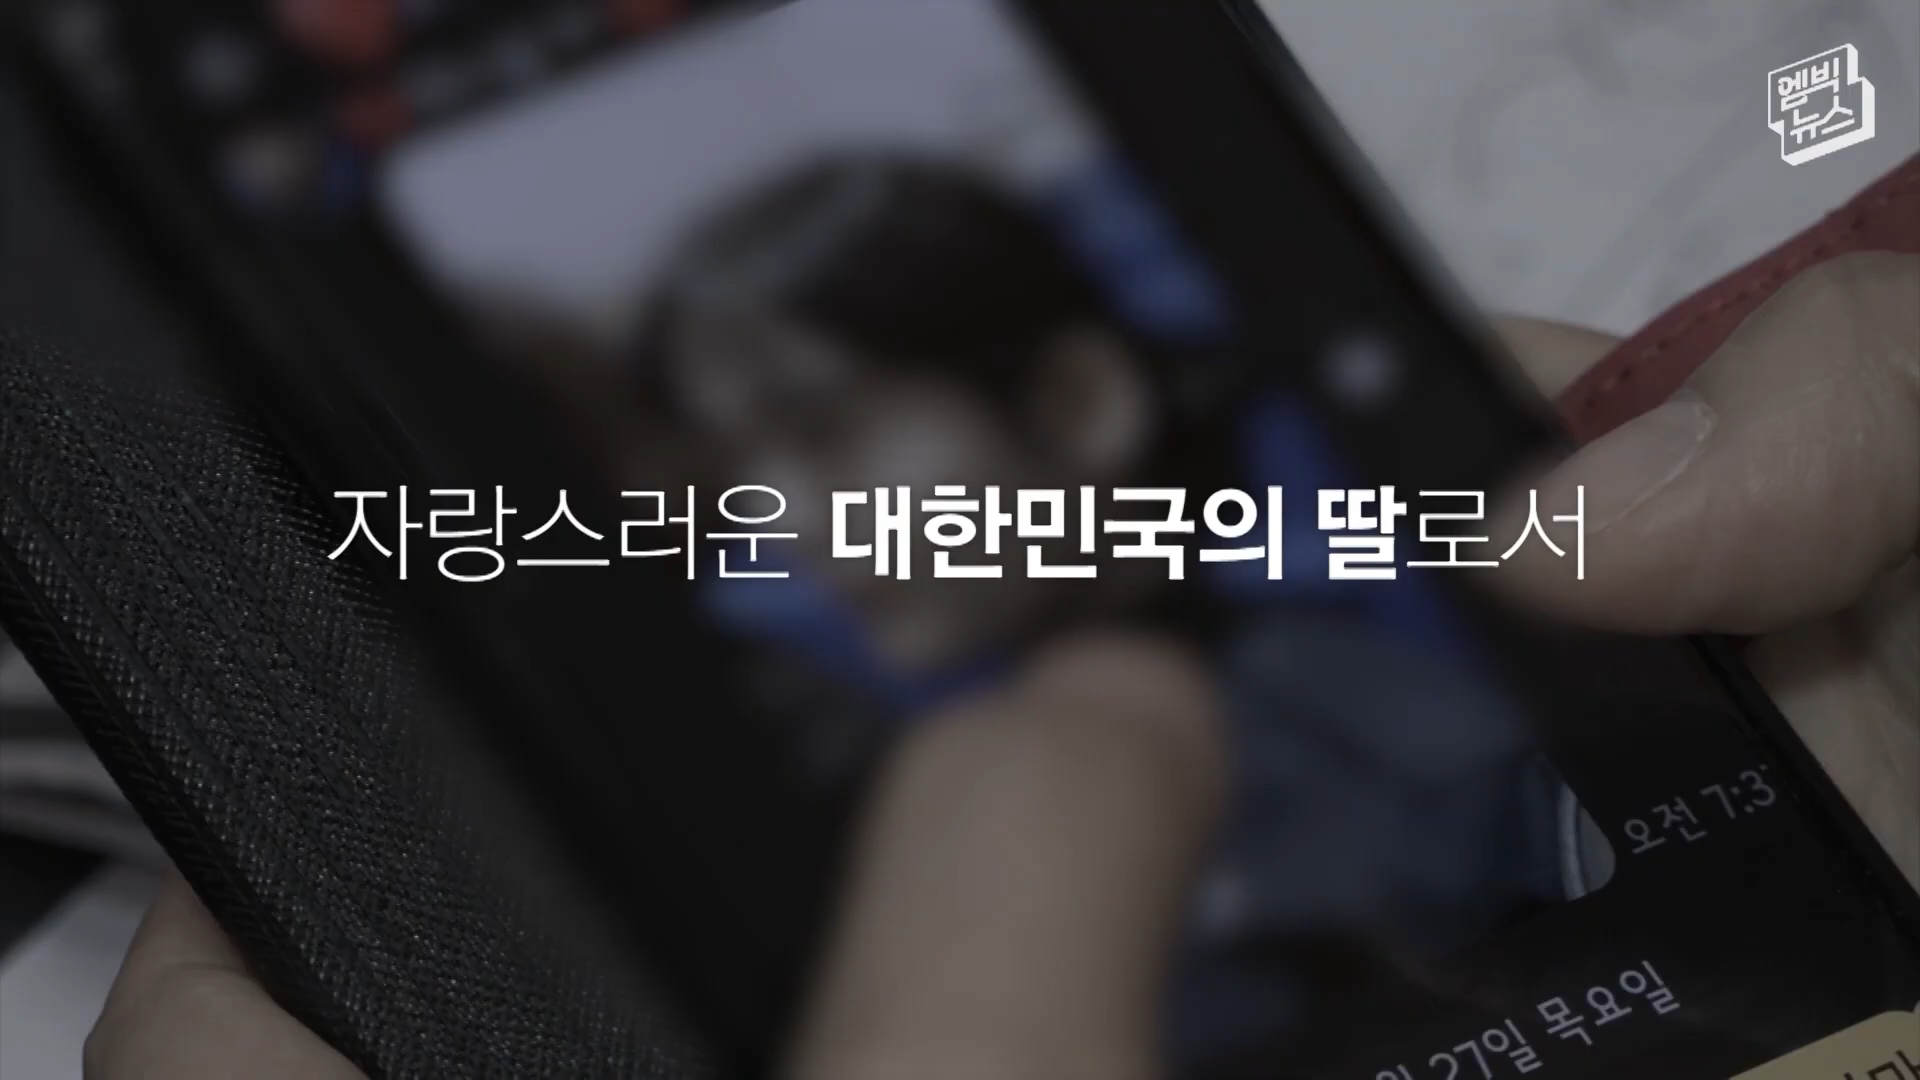 엠빅
뉴스
자랑스러운 대한민국의 딸로서
오전 7:3
27일 목요일